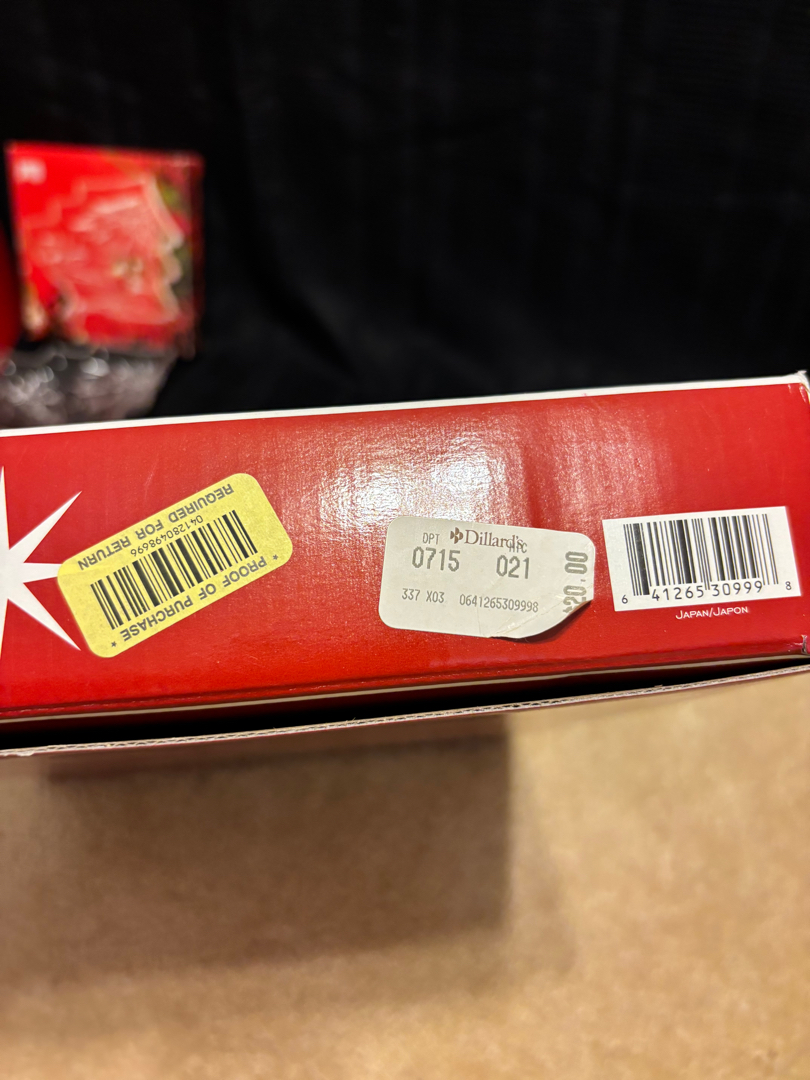 REQUIRED FOR RETURN
041280498696
* PROOF OF PURCHASE *
DPT Dillard's
0715 021
337 X03 0641265309998
20.00
6 41265 30999 8
JAPAN/JAPON